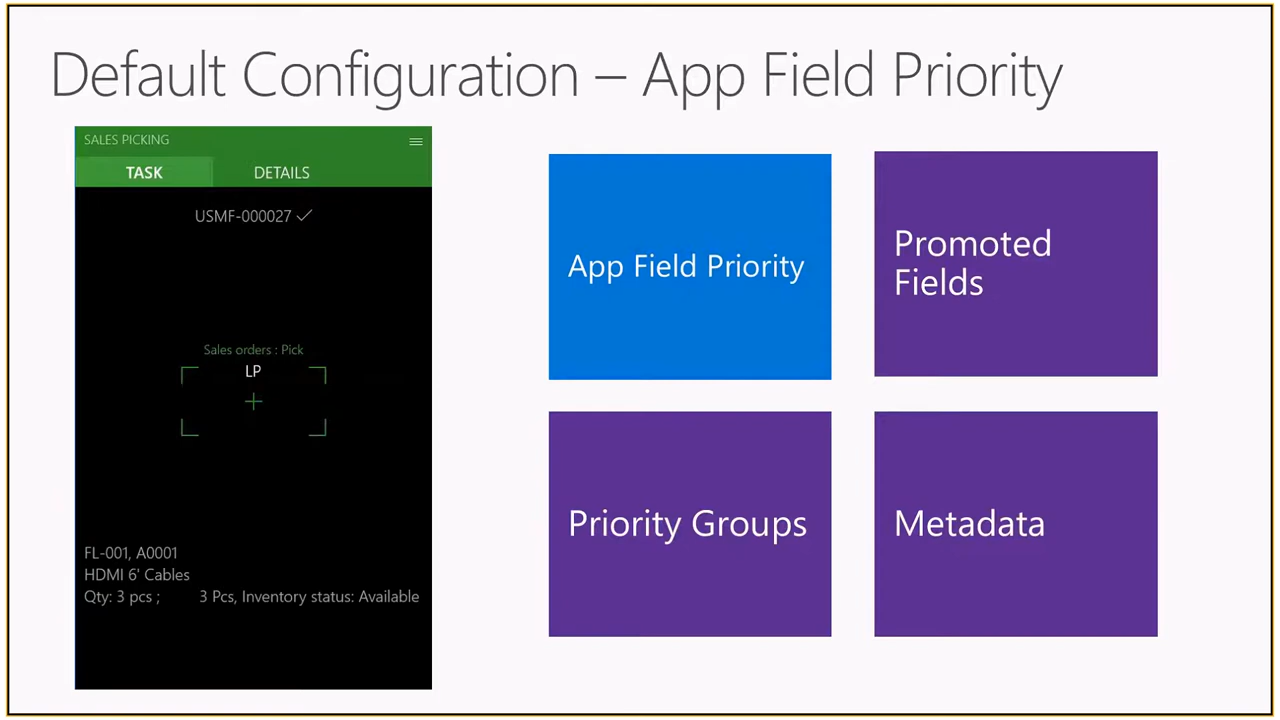 Default Configuration – App Field Priority
SALES PICKING
TASK DETAILS
USMF-000027
Sales orders : Pick
LP
FL-001, A0001
HDMI 6' Cables
Qty: 3 pcs ; 3 Pcs, Inventory status: Available
App Field Priority
Promoted
Fields
Priority Groups
Metadata